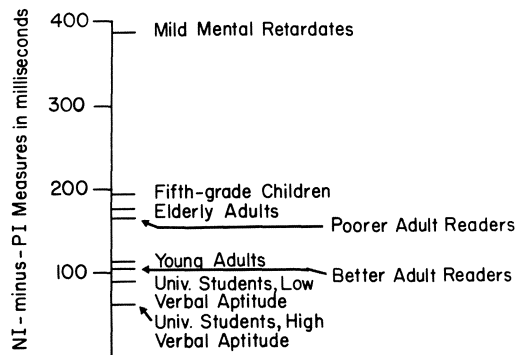 NI-minus-PI Measures in milliseconds
400
Mild Mental Retardates
300
200
Fifth-grade Children
Elderly Adults
Poorer Adult Readers
Young Adults
100
Better Adult Readers
Univ. Students, Low
Verbal Aptitude
Univ. Students, High
Verbal Aptitude